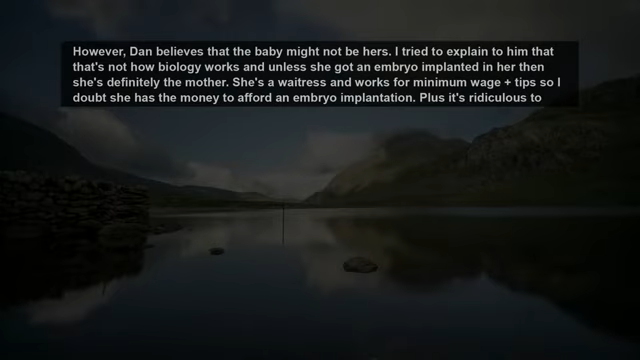 However, Dan believes that the baby might not be hers. I tried to explain to him that
that's not how biology works and unless she got an embryo implanted in her then
she's definitely the mother. She's a waitress and works for minimum wage + tips so I
doubt she has the money to afford an embryo implantation. Plus it's ridiculous to